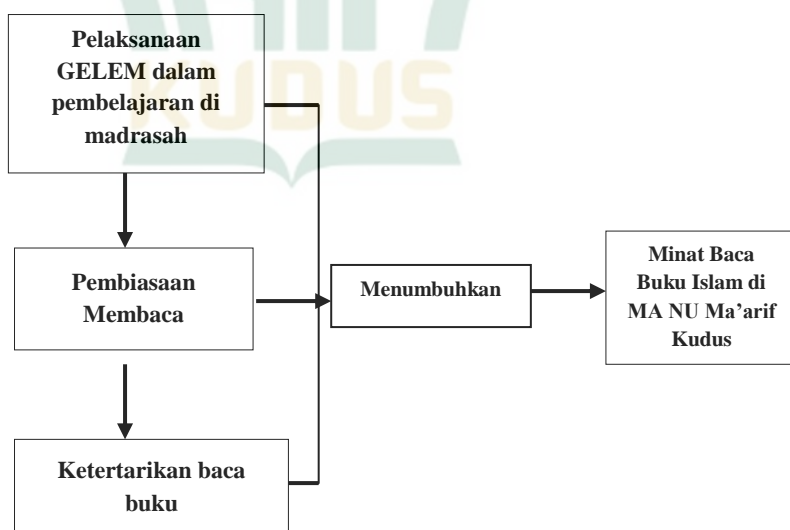 Pelaksanaan
GELEM dalam
pembelajaran di
madrasah
KUDUS
Pembiasaan
Membaca
Menumbuhkan
Minat Baca
Buku Islam di
MA NU Ma’arif
Kudus
Ketertarikan baca
buku